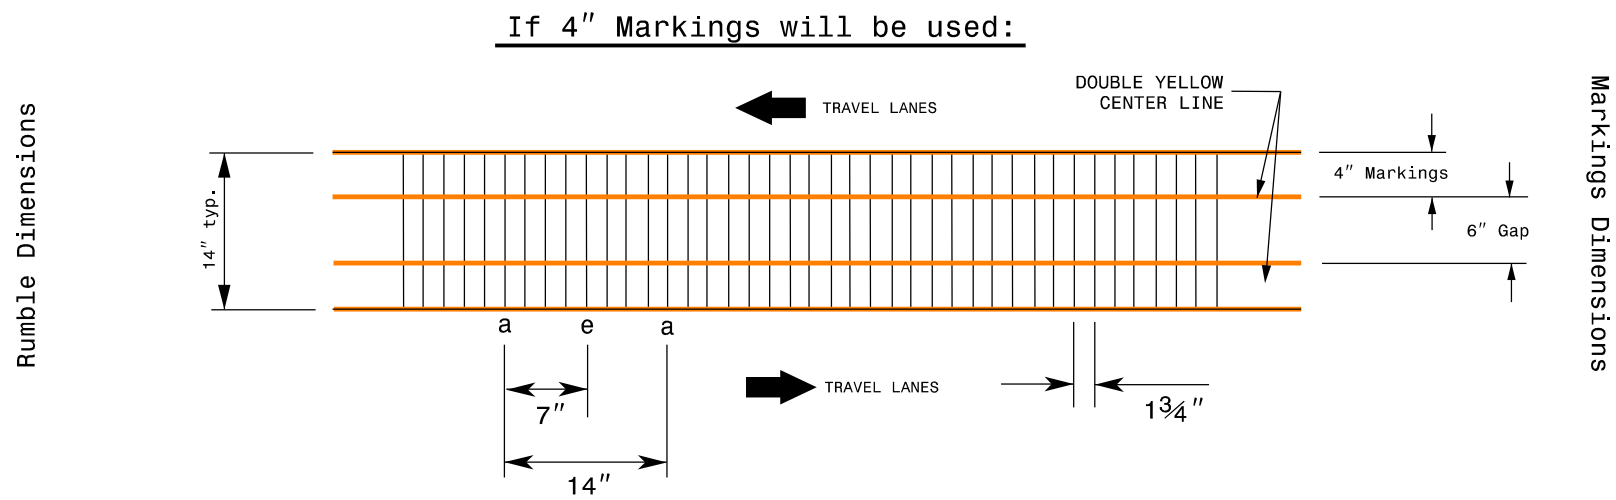 If 4" Markings will be used:
DOUBLE YELLOW
CENTER LINE
TRAVEL LANES
Rumble Dimensions
14" typ.
4" Markings
6" Gap
Markings Dimensions
a e a
TRAVEL LANES
7"
1¾"
14"